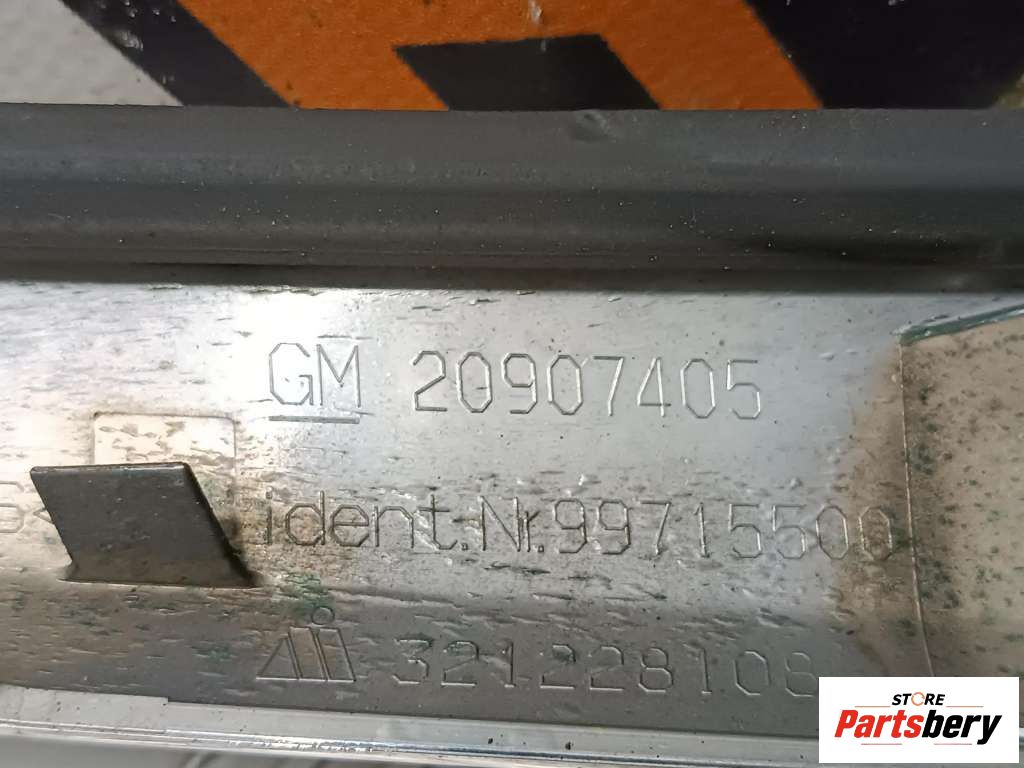 GM 20907405
ident.Nr.99715500
321228108
STORE
Partsbery